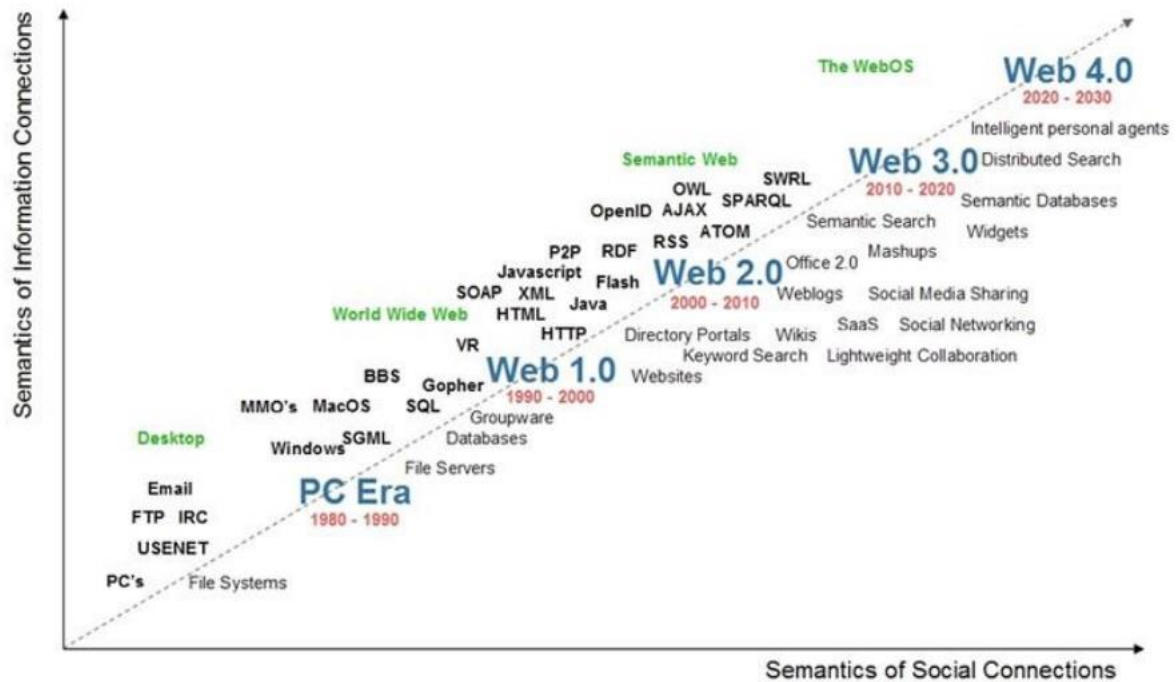 Semantics of Information Connections
The WebOS
Web 4.0
2020 - 2030
Intelligent personal agents
Semantic Web
Web 3.0
Distributed Search
2010 - 2020
SWRL
OWL
SPARQL
Semantic Databases
OpenID
AJAX
Semantic Search
Widgets
ATOM
RSS
P2P
RDF
Mashups
Office 2.0
Javascript
Web 2.0
Flash
2000 - 2010
Weblogs
Social Media Sharing
SOAP
XML
Java
World Wide Web
HTML
HTTP
Directory Portals
Wikis
SaaS
Social Networking
VR
Keyword Search
Lightweight Collaboration
Web 1.0
Websites
1990 - 2000
BBS
Gopher
MMO's
MacOS
SQL
Groupware
Desktop
SGML
Databases
Windows
File Servers
Email
PC Era
1980 - 1990
FTP
IRC
USENET
PC's
File Systems
Semantics of Social Connections